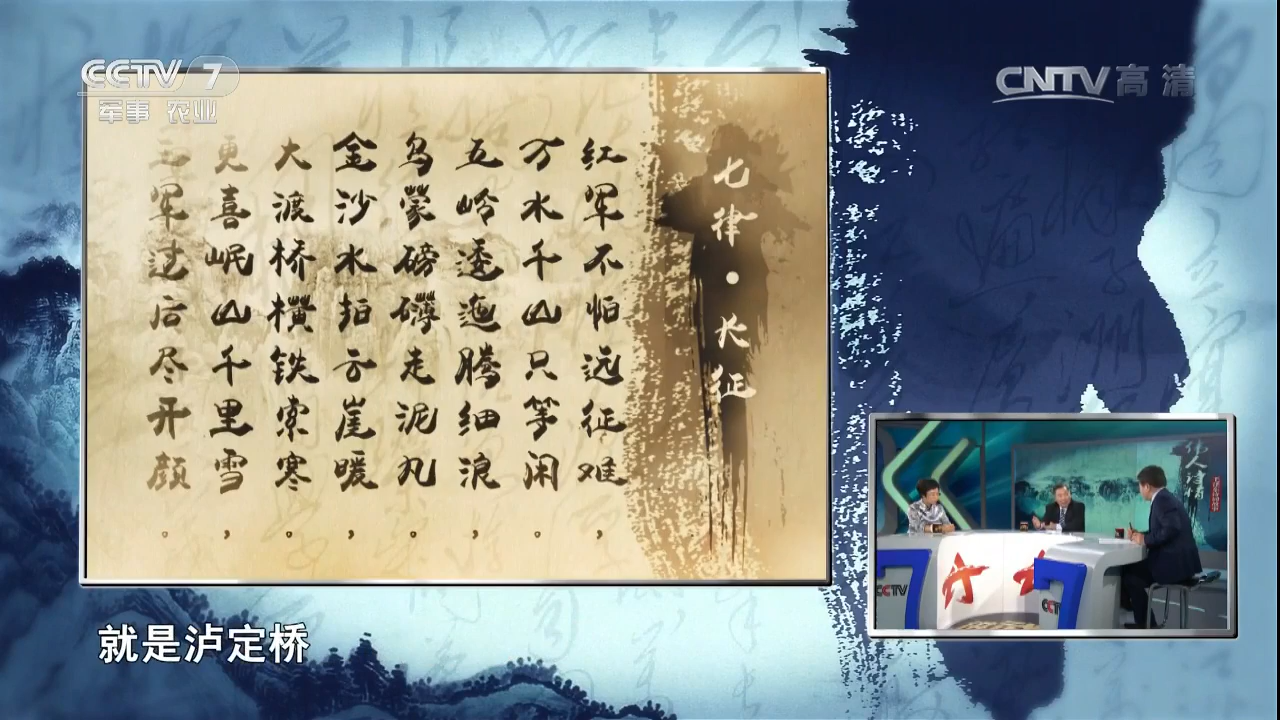 CCTV 7
军事 农业
CNTV高清
七律·长征
红军不怕远征难，
万水千山只等闲。
五岭逶迤腾细浪，
乌蒙磅礴走泥丸。
金沙水拍云崖暖，
大渡桥横铁索寒。
更喜岷山千里雪，
三军过后尽开颜。
就是泸定桥
CCTV 7
CCTV 7